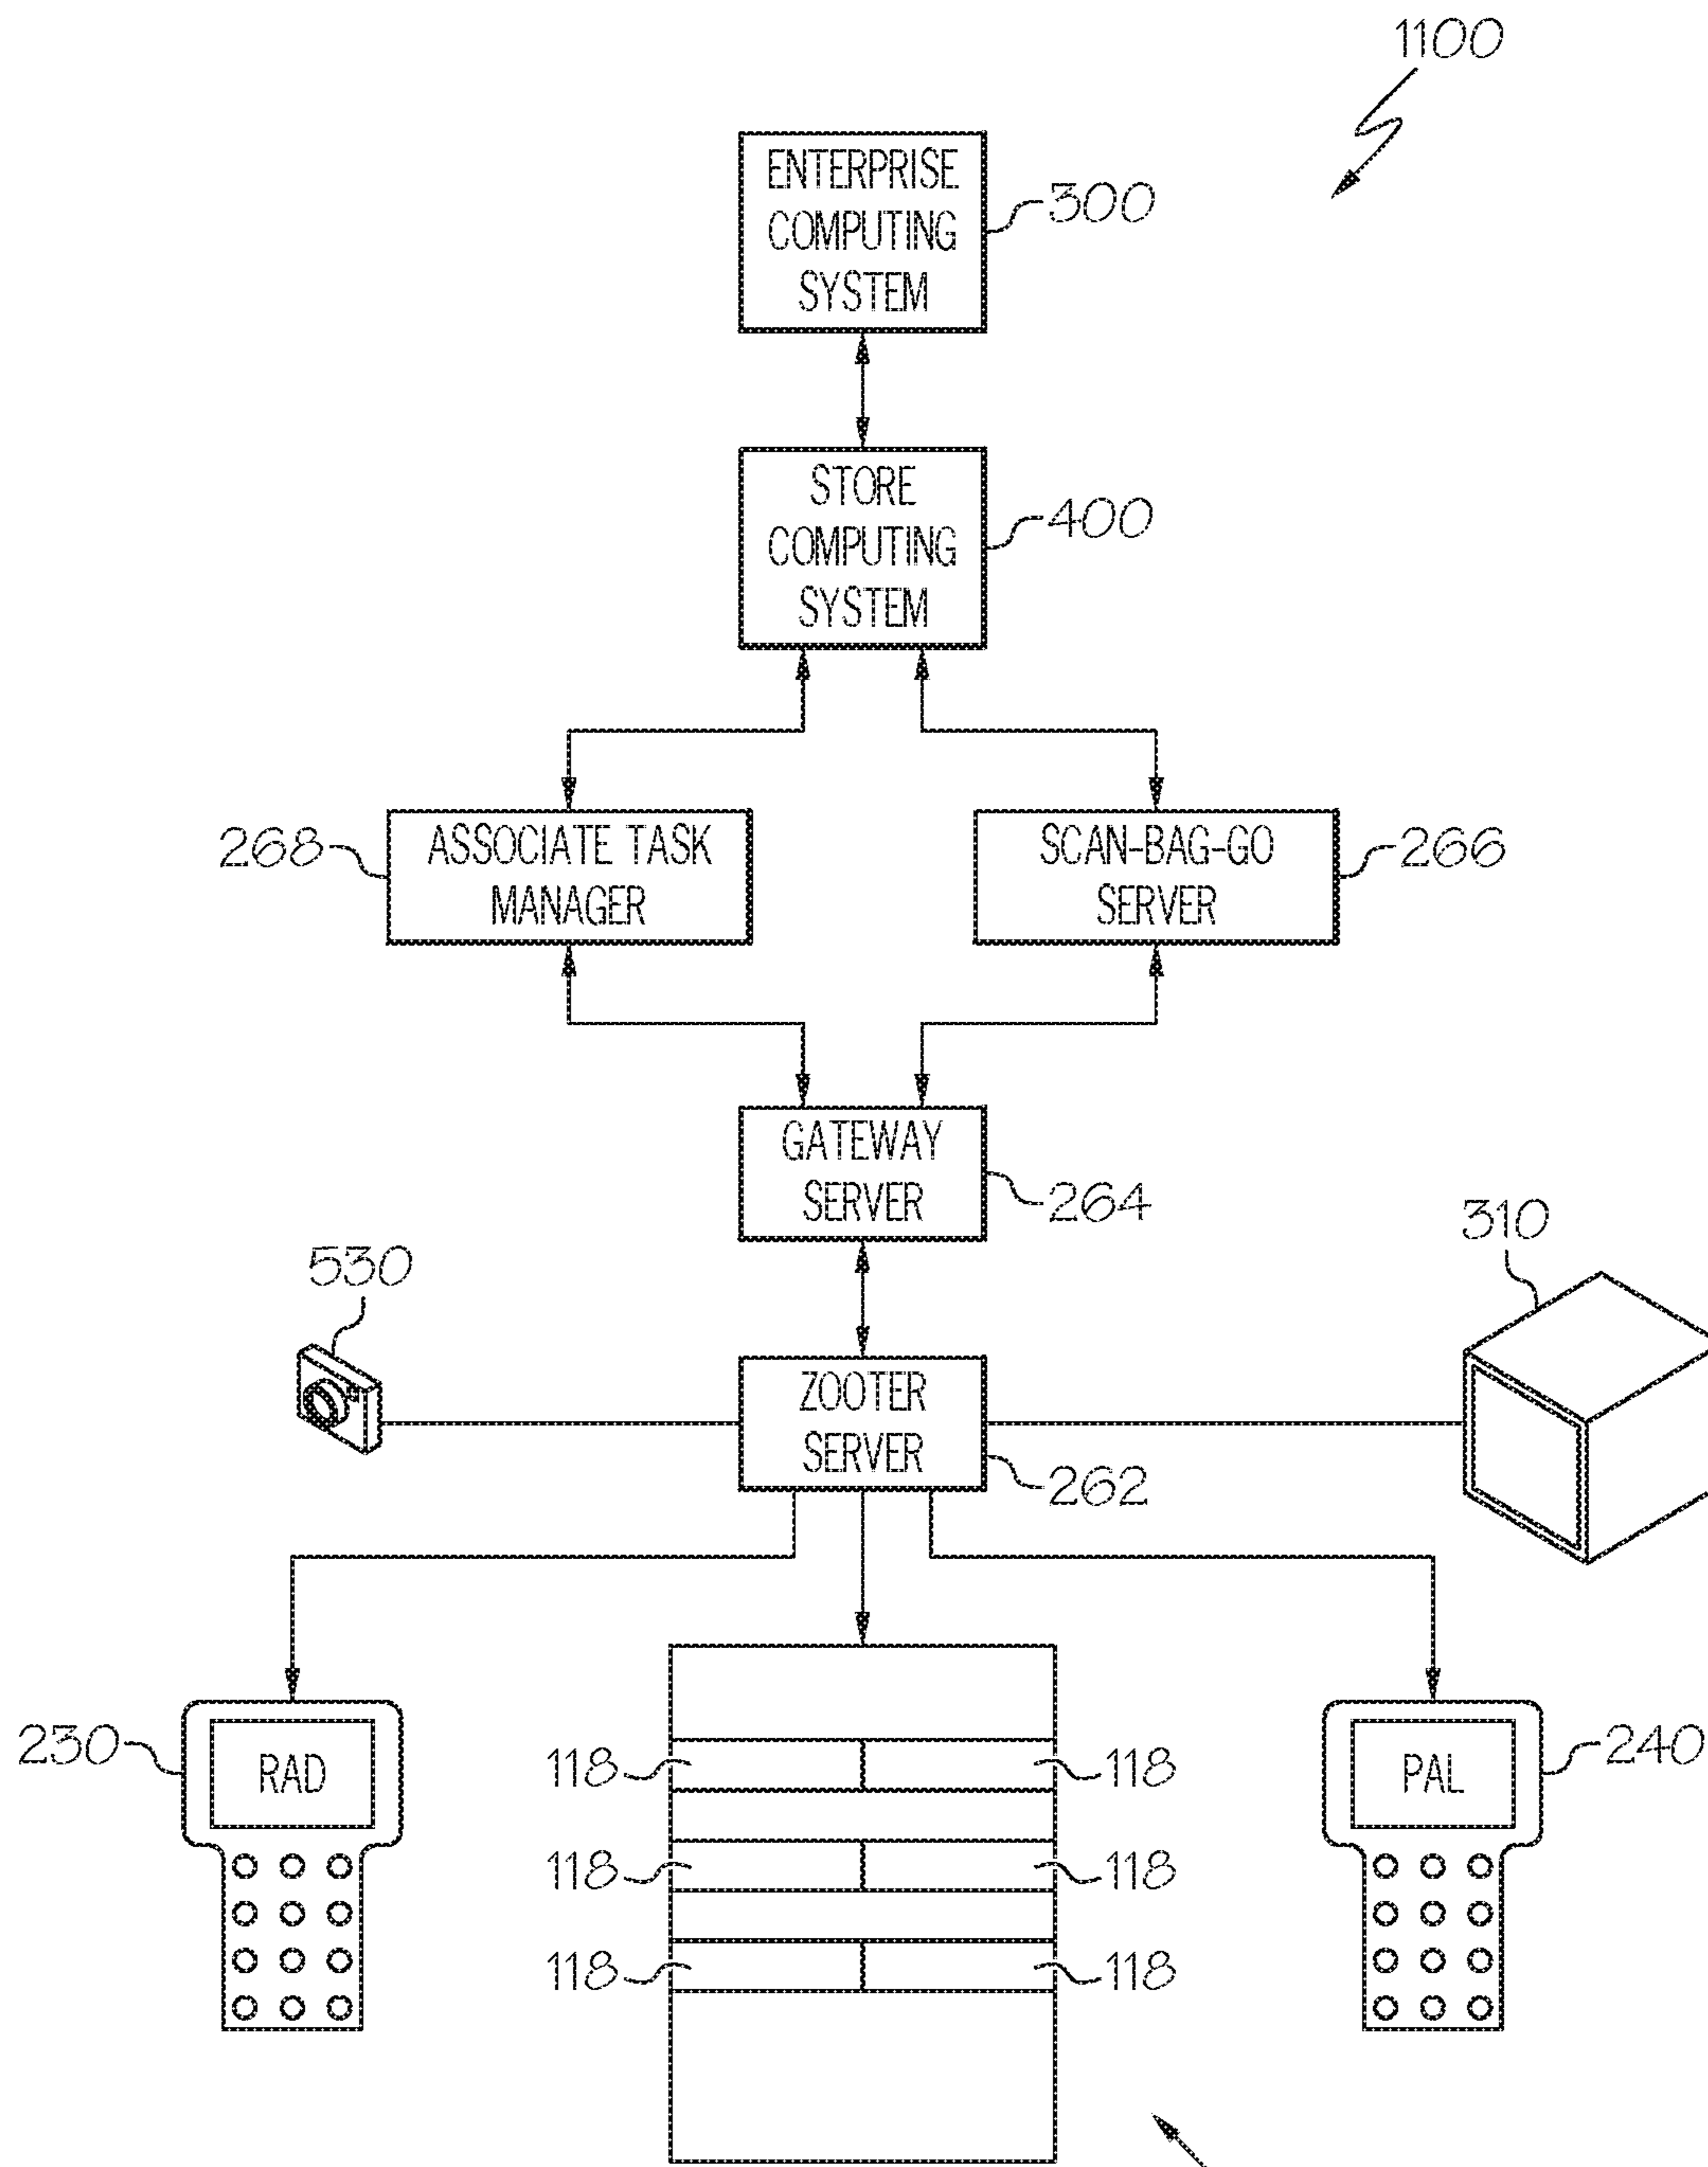 1100
ENTERPRISE
COMPUTING
SYSTEM
300
STORE
COMPUTING
SYSTEM
400
268
ASSOCIATE TASK
MANAGER
SCAN-BAG-GO
SERVER
266
GATEWAY
SERVER
264
530
310
ZOOTER
SERVER
262
230
RAD
118
118
PAL
240
118
118
118
118